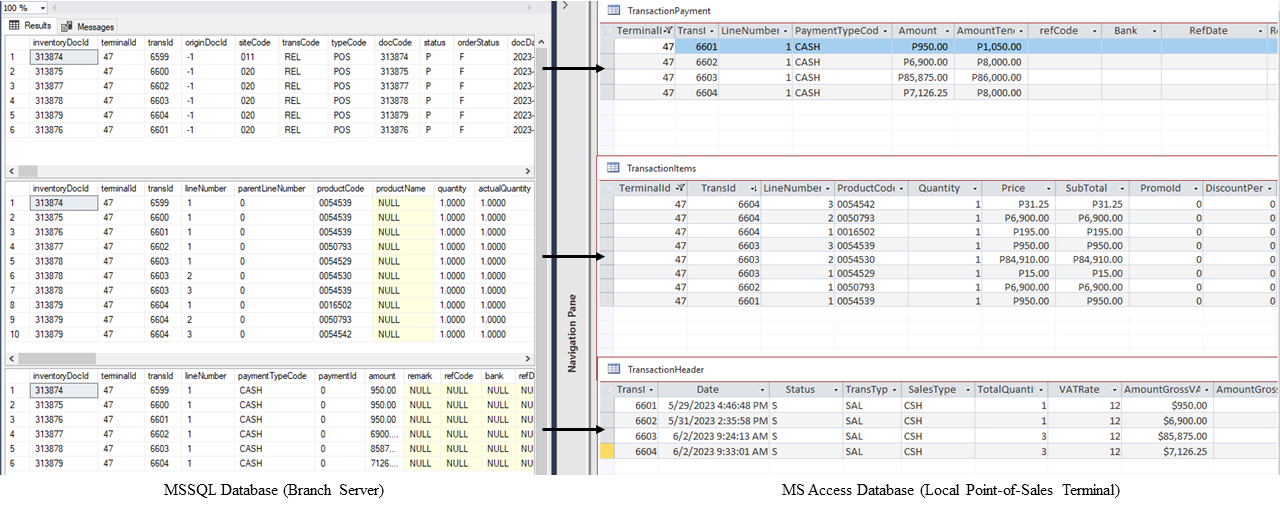 100 %
Results Messages
inventoryDocId terminalId transId originDocId siteCode transCode typeCode docCode status orderStatus docDa
1 313874 47 6599 -1 011 REL POS 313874 P F 2023-
2 313875 47 6600 -1 020 REL POS 313875 P F 2023-
3 313877 47 6602 -1 020 REL POS 313877 P F 2023-
4 313878 47 6603 -1 020 REL POS 313878 P F 2023-
5 313879 47 6604 -1 020 REL POS 313879 P F 2023-
6 313876 47 6601 -1 020 REL POS 313876 P F 2023-
inventoryDocId terminalId transId lineNumber parentLineNumber productCode productName quantity actualQuantity
1 313874 47 6599 1 0 0054539 NULL 1.0000 1.0000
2 313875 47 6600 1 0 0054539 NULL 1.0000 1.0000
3 313876 47 6601 1 0 0054539 NULL 1.0000 1.0000
4 313877 47 6602 1 0 0050793 NULL 1.0000 1.0000
5 313878 47 6603 1 0 0054529 NULL 1.0000 1.0000
6 313878 47 6603 2 0 0054530 NULL 1.0000 1.0000
7 313878 47 6603 3 0 0054539 NULL 1.0000 1.0000
8 313879 47 6604 1 0 0016502 NULL 1.0000 1.0000
9 313879 47 6604 2 0 0050793 NULL 1.0000 1.0000
10 313879 47 6604 3 0 0054542 NULL 1.0000 1.0000
inventoryDocId terminalId transId lineNumber paymentTypeCode paymentId amount remark refCode bank refD
1 313874 47 6599 1 CASH 0 950.00 NULL NULL NULL NU
2 313875 47 6600 1 CASH 0 950.00 NULL NULL NULL NU
3 313876 47 6601 1 CASH 0 950.00 NULL NULL NULL NU
4 313877 47 6602 1 CASH 0 6900.... NULL NULL NULL NU
5 313878 47 6603 1 CASH 0 8587... NULL NULL NULL NU
6 313879 47 6604 1 CASH 0 7126... NULL NULL NULL NU
MSSQL Database (Branch Server)
Navigation Pane
TransactionPayment
TerminalI TransI LineNumber PaymentTypeCod Amount AmountTen refCode Bank RefDate Re
47 6601 1 CASH P950.00 P1,050.00
47 6602 1 CASH P6,900.00 P8,000.00
47 6603 1 CASH P85,875.00 P86,000.00
47 6604 1 CASH P7,126.25 P8,000.00
TransactionItems
TerminalId TransId LineNumber ProductCode Quantity Price SubTotal PromoId DiscountPer
47 6604 3 0054542 1 P31.25 P31.25 0 0
47 6604 2 0050793 1 P6,900.00 P6,900.00 0 0
47 6604 1 0016502 1 P195.00 P195.00 0 0
47 6603 3 0054539 1 P950.00 P950.00 0 0
47 6603 2 0054530 1 P84,910.00 P84,910.00 0 0
47 6603 1 0054529 1 P15.00 P15.00 0 0
47 6602 1 0050793 1 P6,900.00 P6,900.00 0 0
47 6601 1 0054539 1 P950.00 P950.00 0 0
TransactionHeader
TransI Date Status TransTyp SalesType TotalQuanti VATRate AmountGrossVA AmountGross
6601 5/29/2023 4:46:48 PM S SAL CSH 1 12 $950.00
6602 5/31/2023 2:35:58 PM S SAL CSH 1 12 $6,900.00
6603 6/2/2023 9:24:13 AM S SAL CSH 3 12 $85,875.00
6604 6/2/2023 9:33:01 AM S SAL CSH 3 12 $7,126.25
MS Access Database (Local Point-of-Sales Terminal)